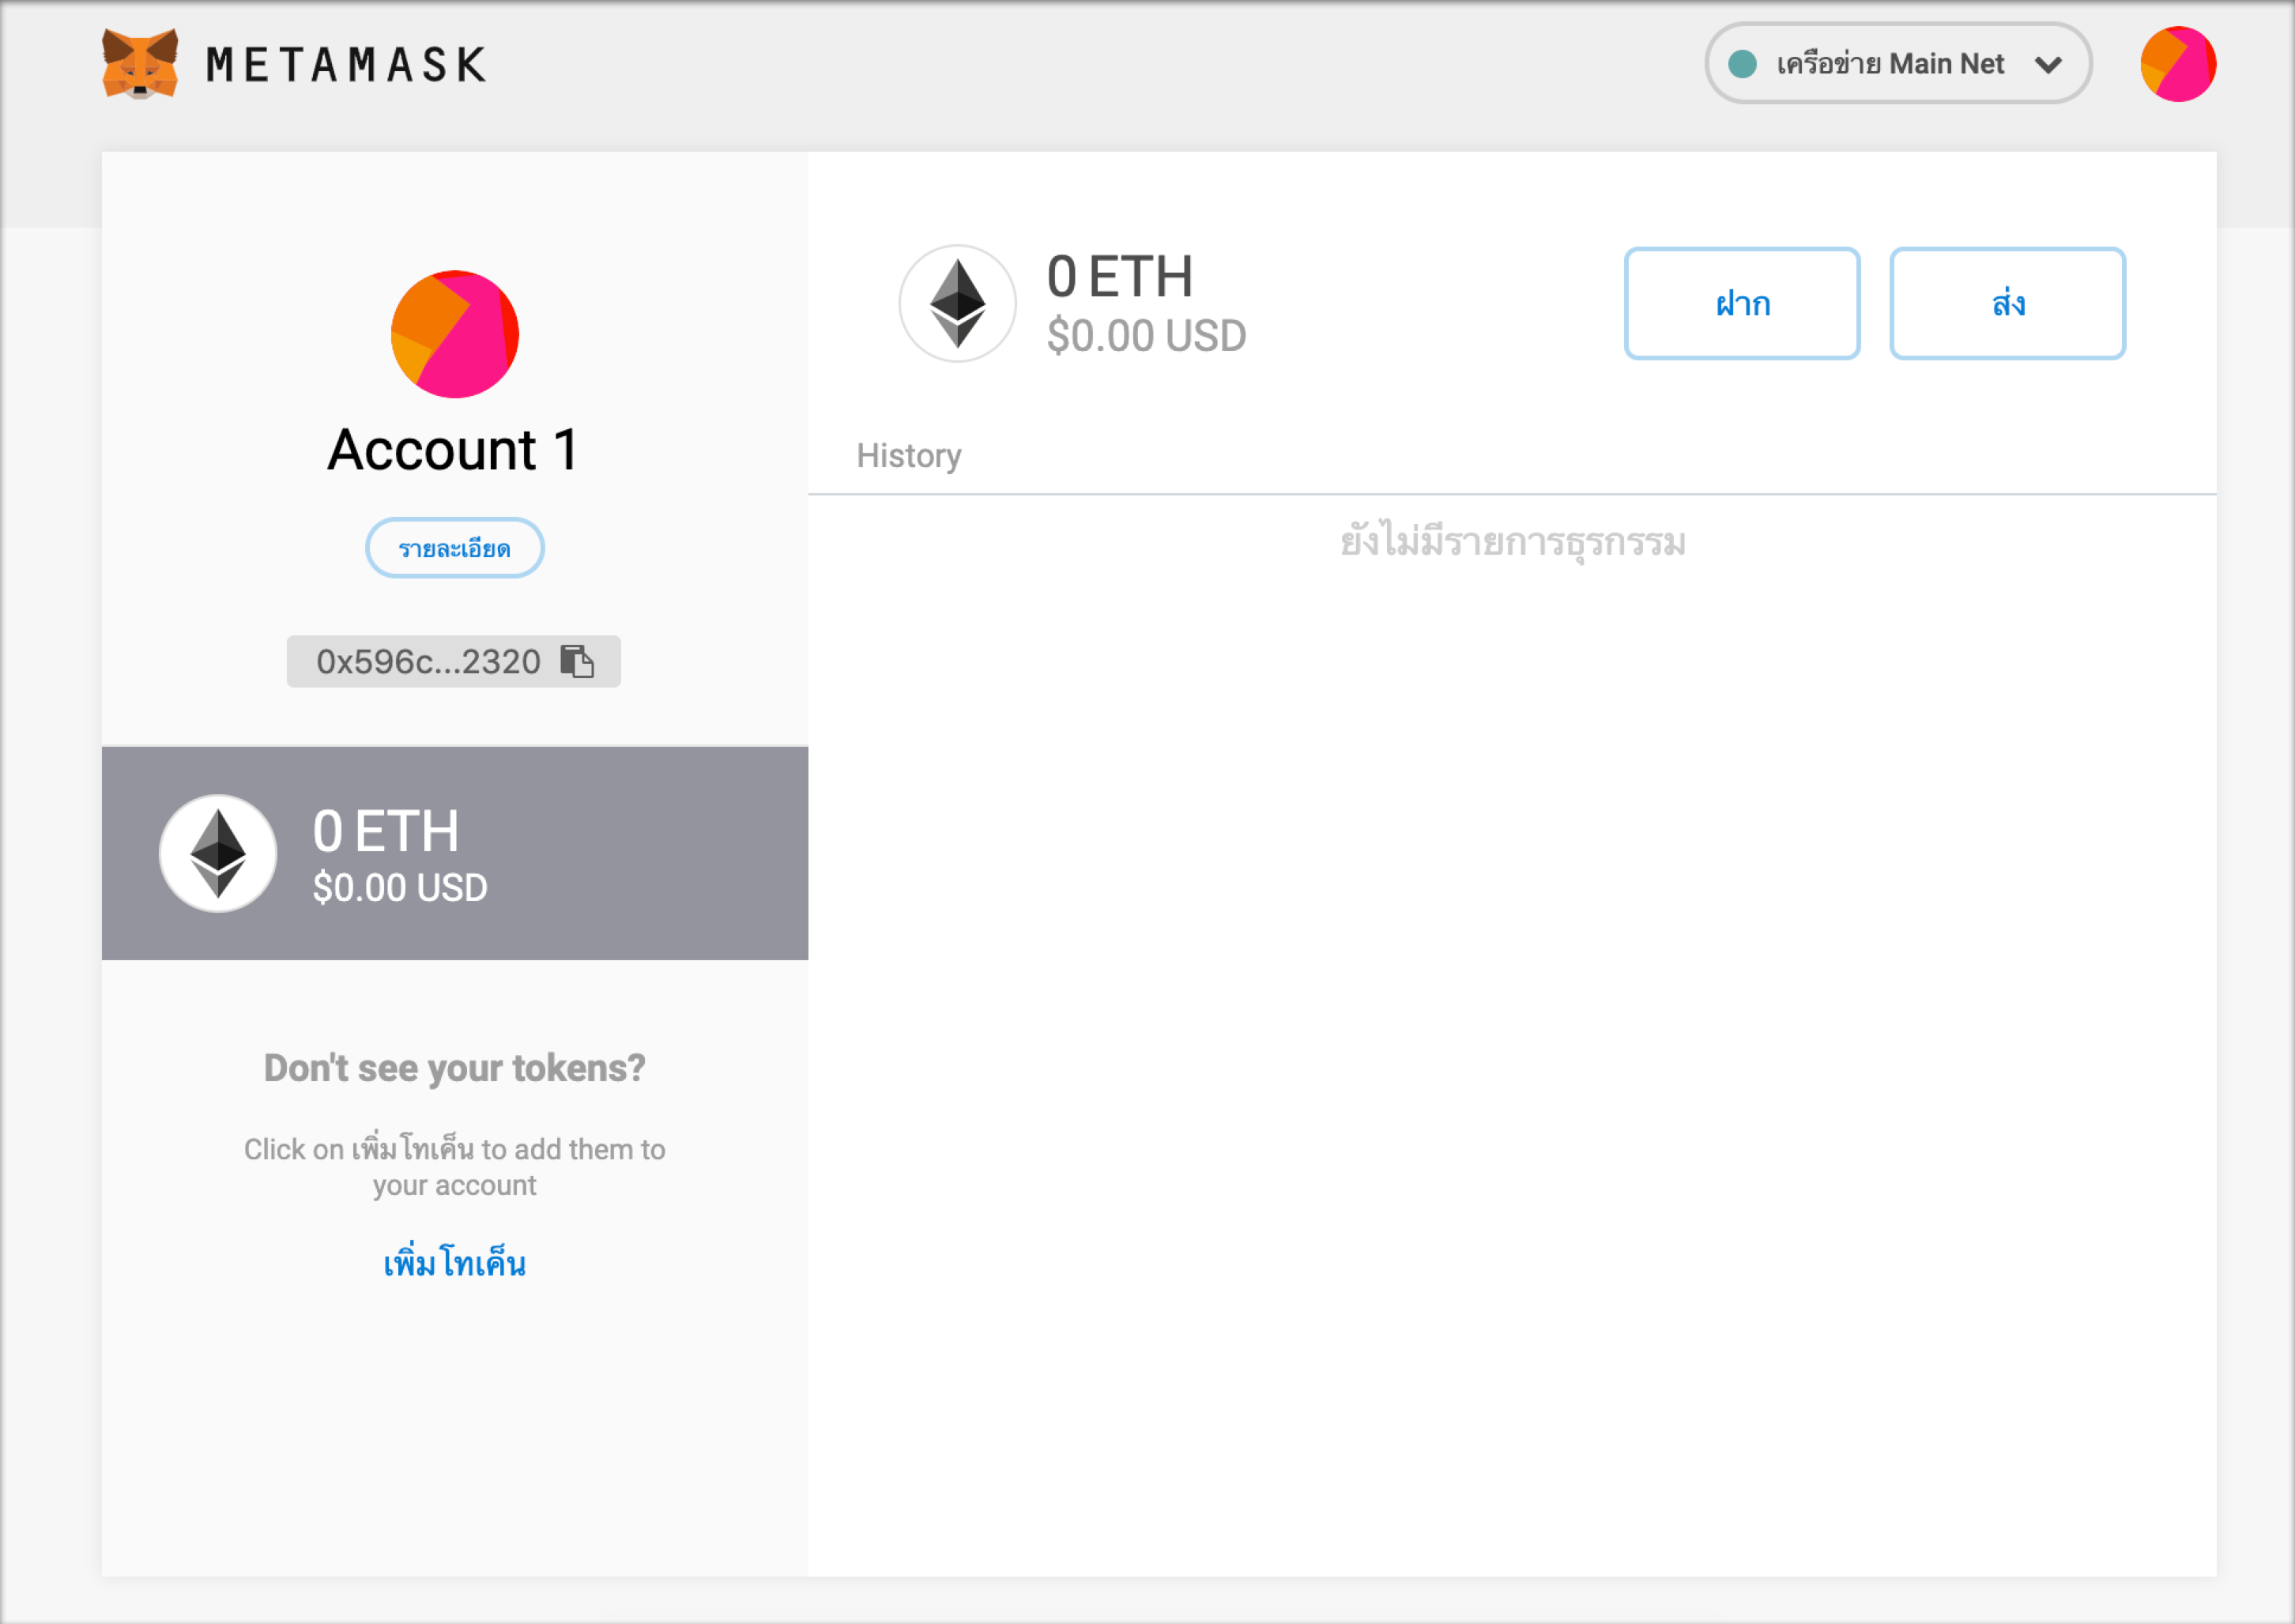 METAMASK
เครือข่าย Main Net
Account 1
รายละเอียด
0x596c...2320
0 ETH
$0.00 USD
Don't see your tokens?
Click on เพิ่มโทเค็น to add them to
your account
เพิ่มโทเค็น
0 ETH
$0.00 USD
ฝาก
ส่ง
History
ยังไม่มีรายการธุรกรรม